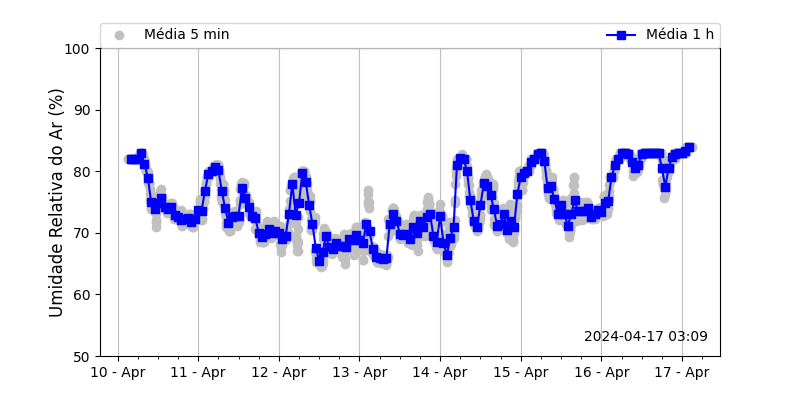 Média 5 min
Média 1 h
Umidade Relativa do Ar (%)
100
90
80
70
60
50
2024-04-17 03:09
10 - Apr
11 - Apr
12 - Apr
13 - Apr
14 - Apr
15 - Apr
16 - Apr
17 - Apr